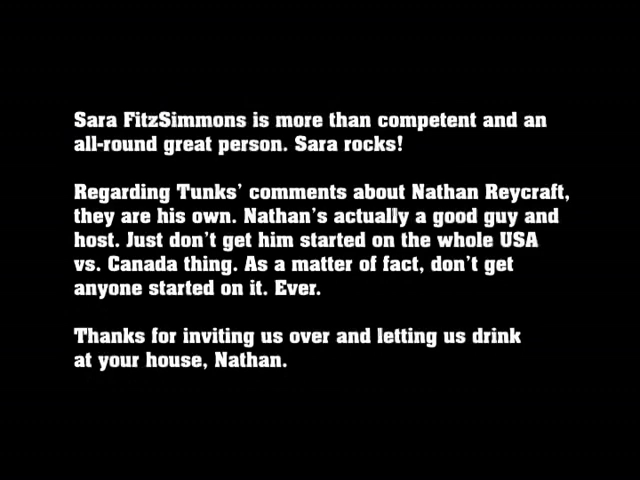 Sara FitzSimmons is more than competent and an
all-round great person. Sara rocks!
Regarding Tunks’ comments about Nathan Reycraft,
they are his own. Nathan’s actually a good guy and
host. Just don’t get him started on the whole USA
vs. Canada thing. As a matter of fact, don’t get
anyone started on it. Ever.
Thanks for inviting us over and letting us drink
at your house, Nathan.